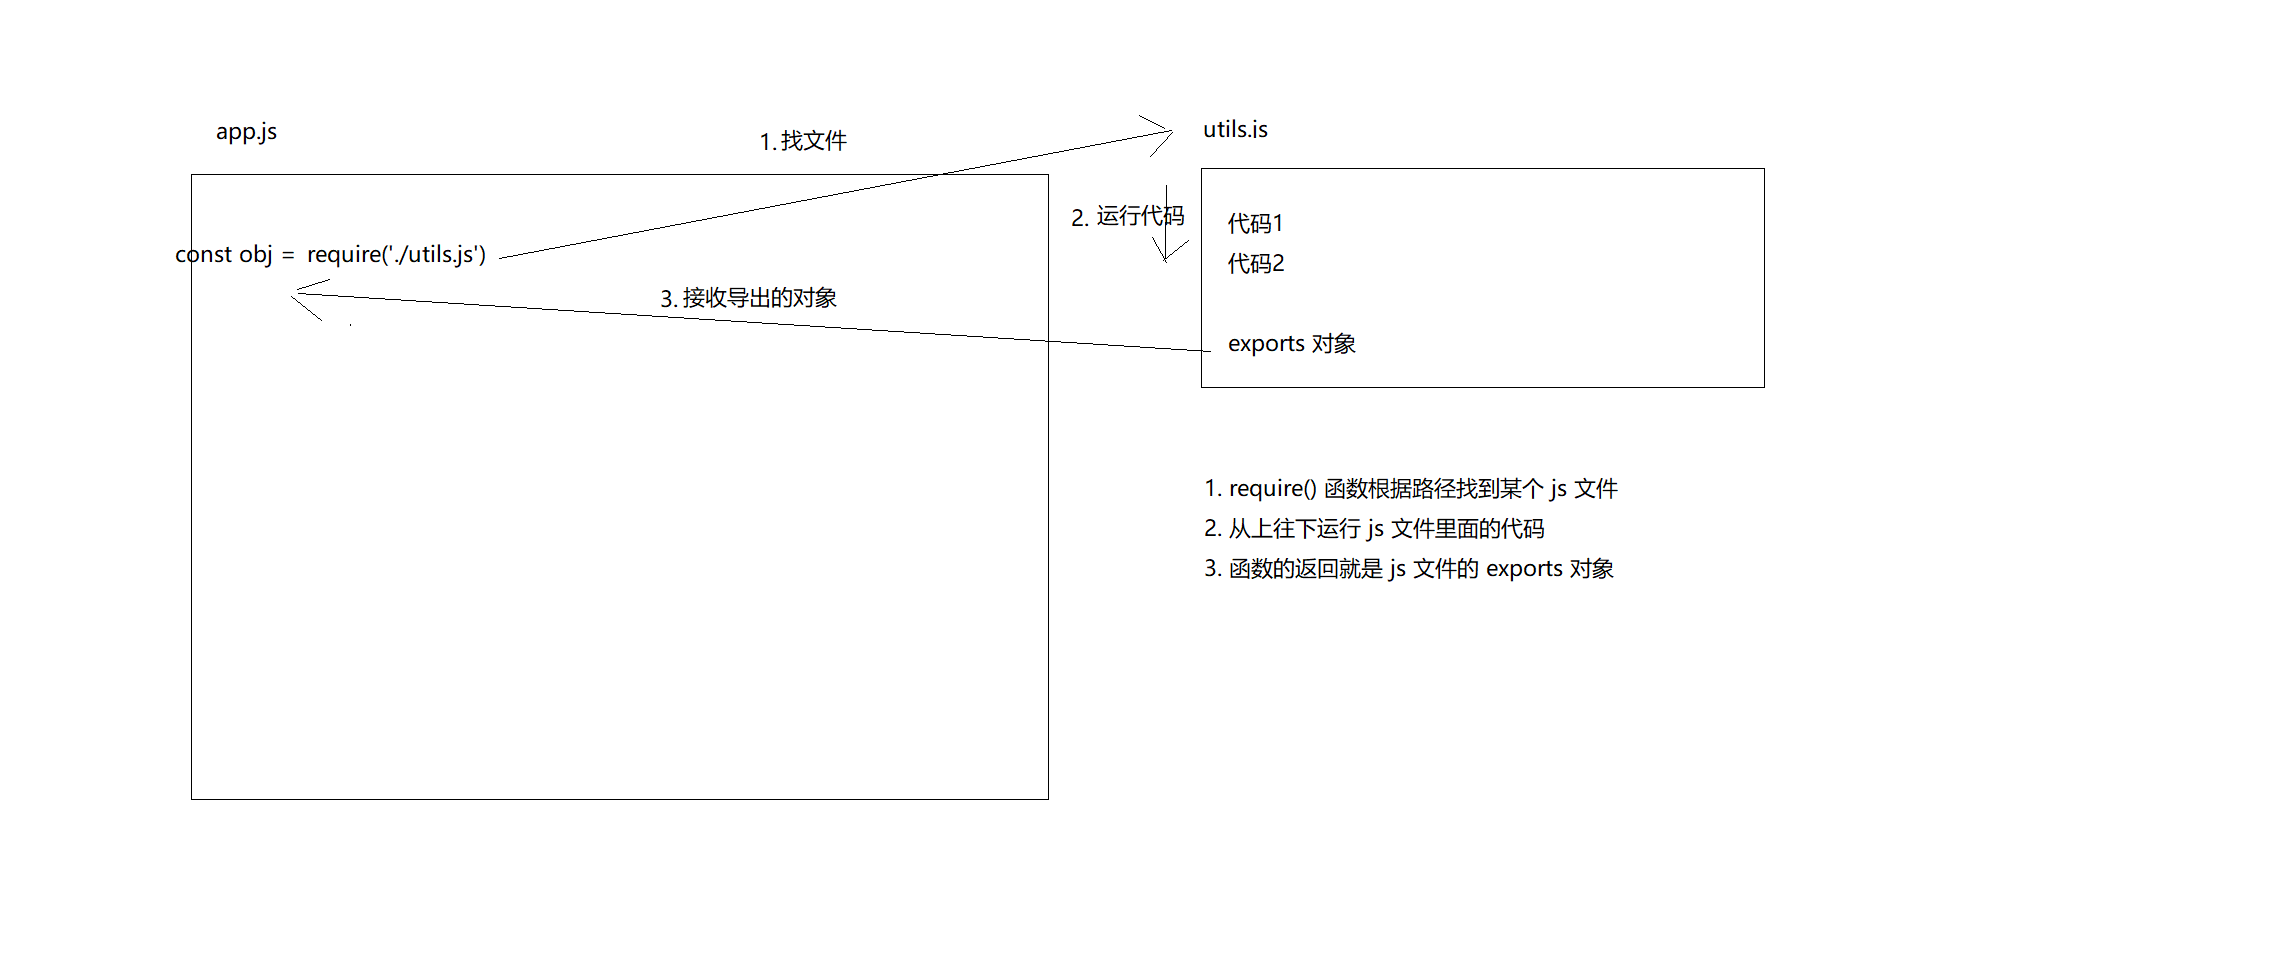 app.js
1. 找文件
utils.is
2. 运行代码
代码1
代码2
const obj = require('./utils.js')
3. 接收导出的对象
exports 对象
1. require() 函数根据路径找到某个 js 文件
2. 从上往下运行 js 文件里面的代码
3. 函数的返回就是 js 文件的 exports 对象